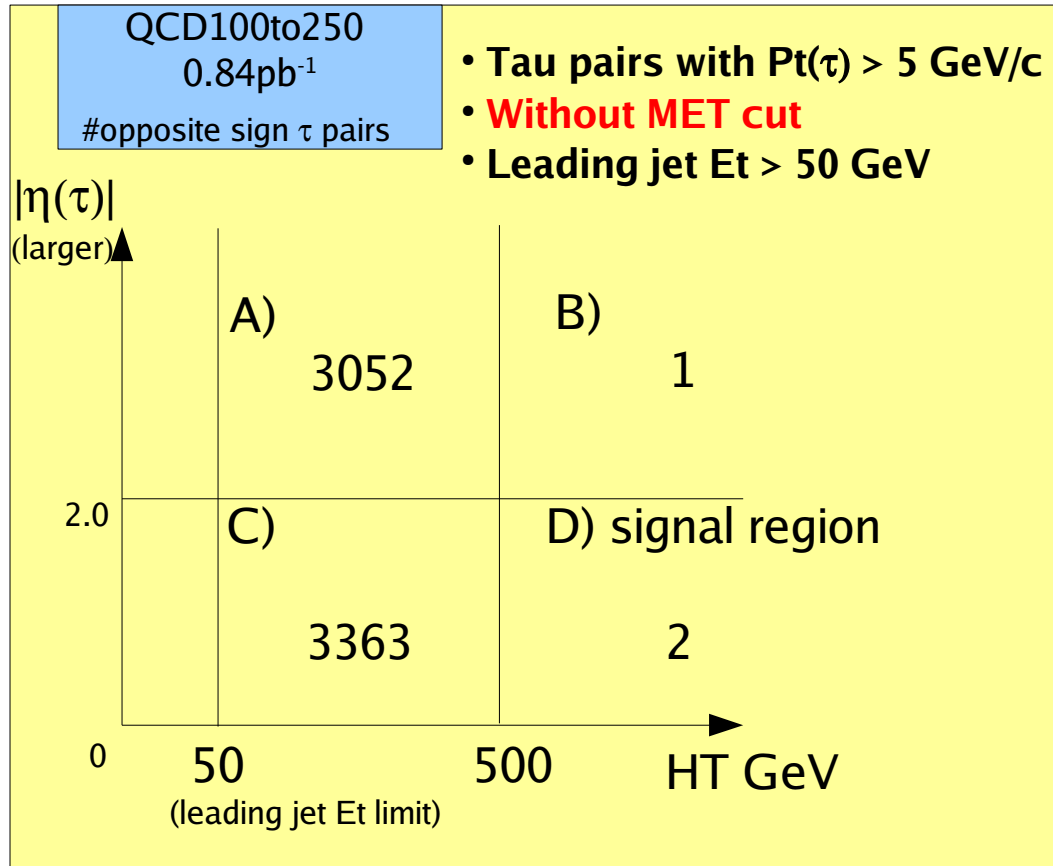 QCD100to250
0.84pb⁻¹
#opposite sign τ pairs
• Tau pairs with Pt(τ) > 5 GeV/c
• Without MET cut
• Leading jet Et > 50 GeV
|η(τ)|
(larger)
A)
B)
3052
1
2.0
C)
D) signal region
3363
2
0
50
500
HT GeV
(leading jet Et limit)